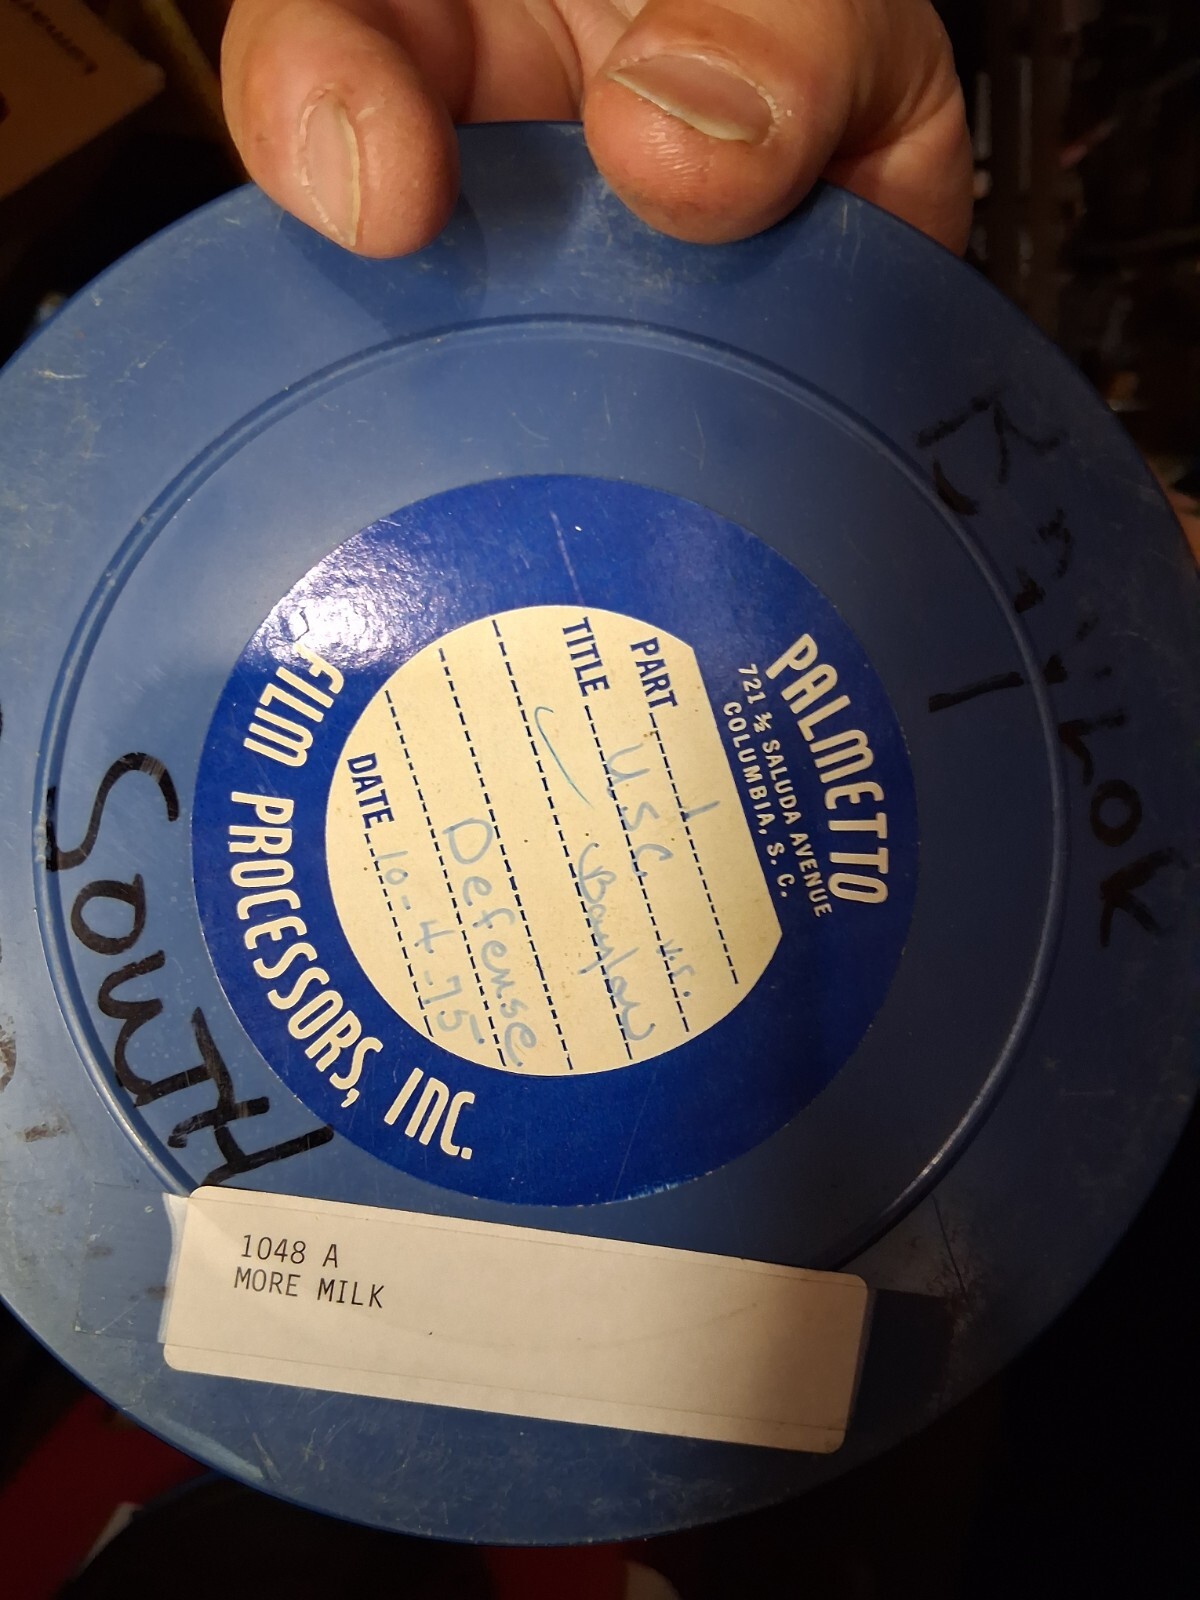 PALMETTO
721 ½ SALUDA AVENUE
COLUMBIA, S. C.
PART 1
TITLE U.S.C. vs.
Baylor
Defense
DATE 10-4-75
FILM PROCESSORS, INC.
SOUTH
1048 A
MORE MILK